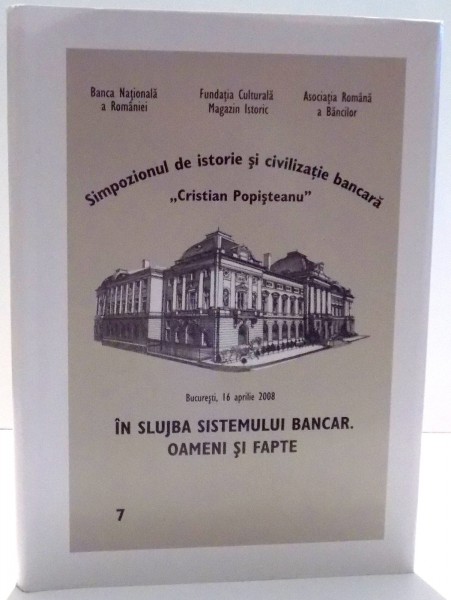 Banca Naţională
a României
Fundaţia Culturală
Magazin Istoric
Asociaţia Română
a Băncilor
Simpozionul de istorie şi civilizaţie bancară
„Cristian Popişteanu”
Bucureşti, 16 aprilie 2008
ÎN SLUJBA SISTEMULUI BANCAR.
OAMENI ŞI FAPTE
7